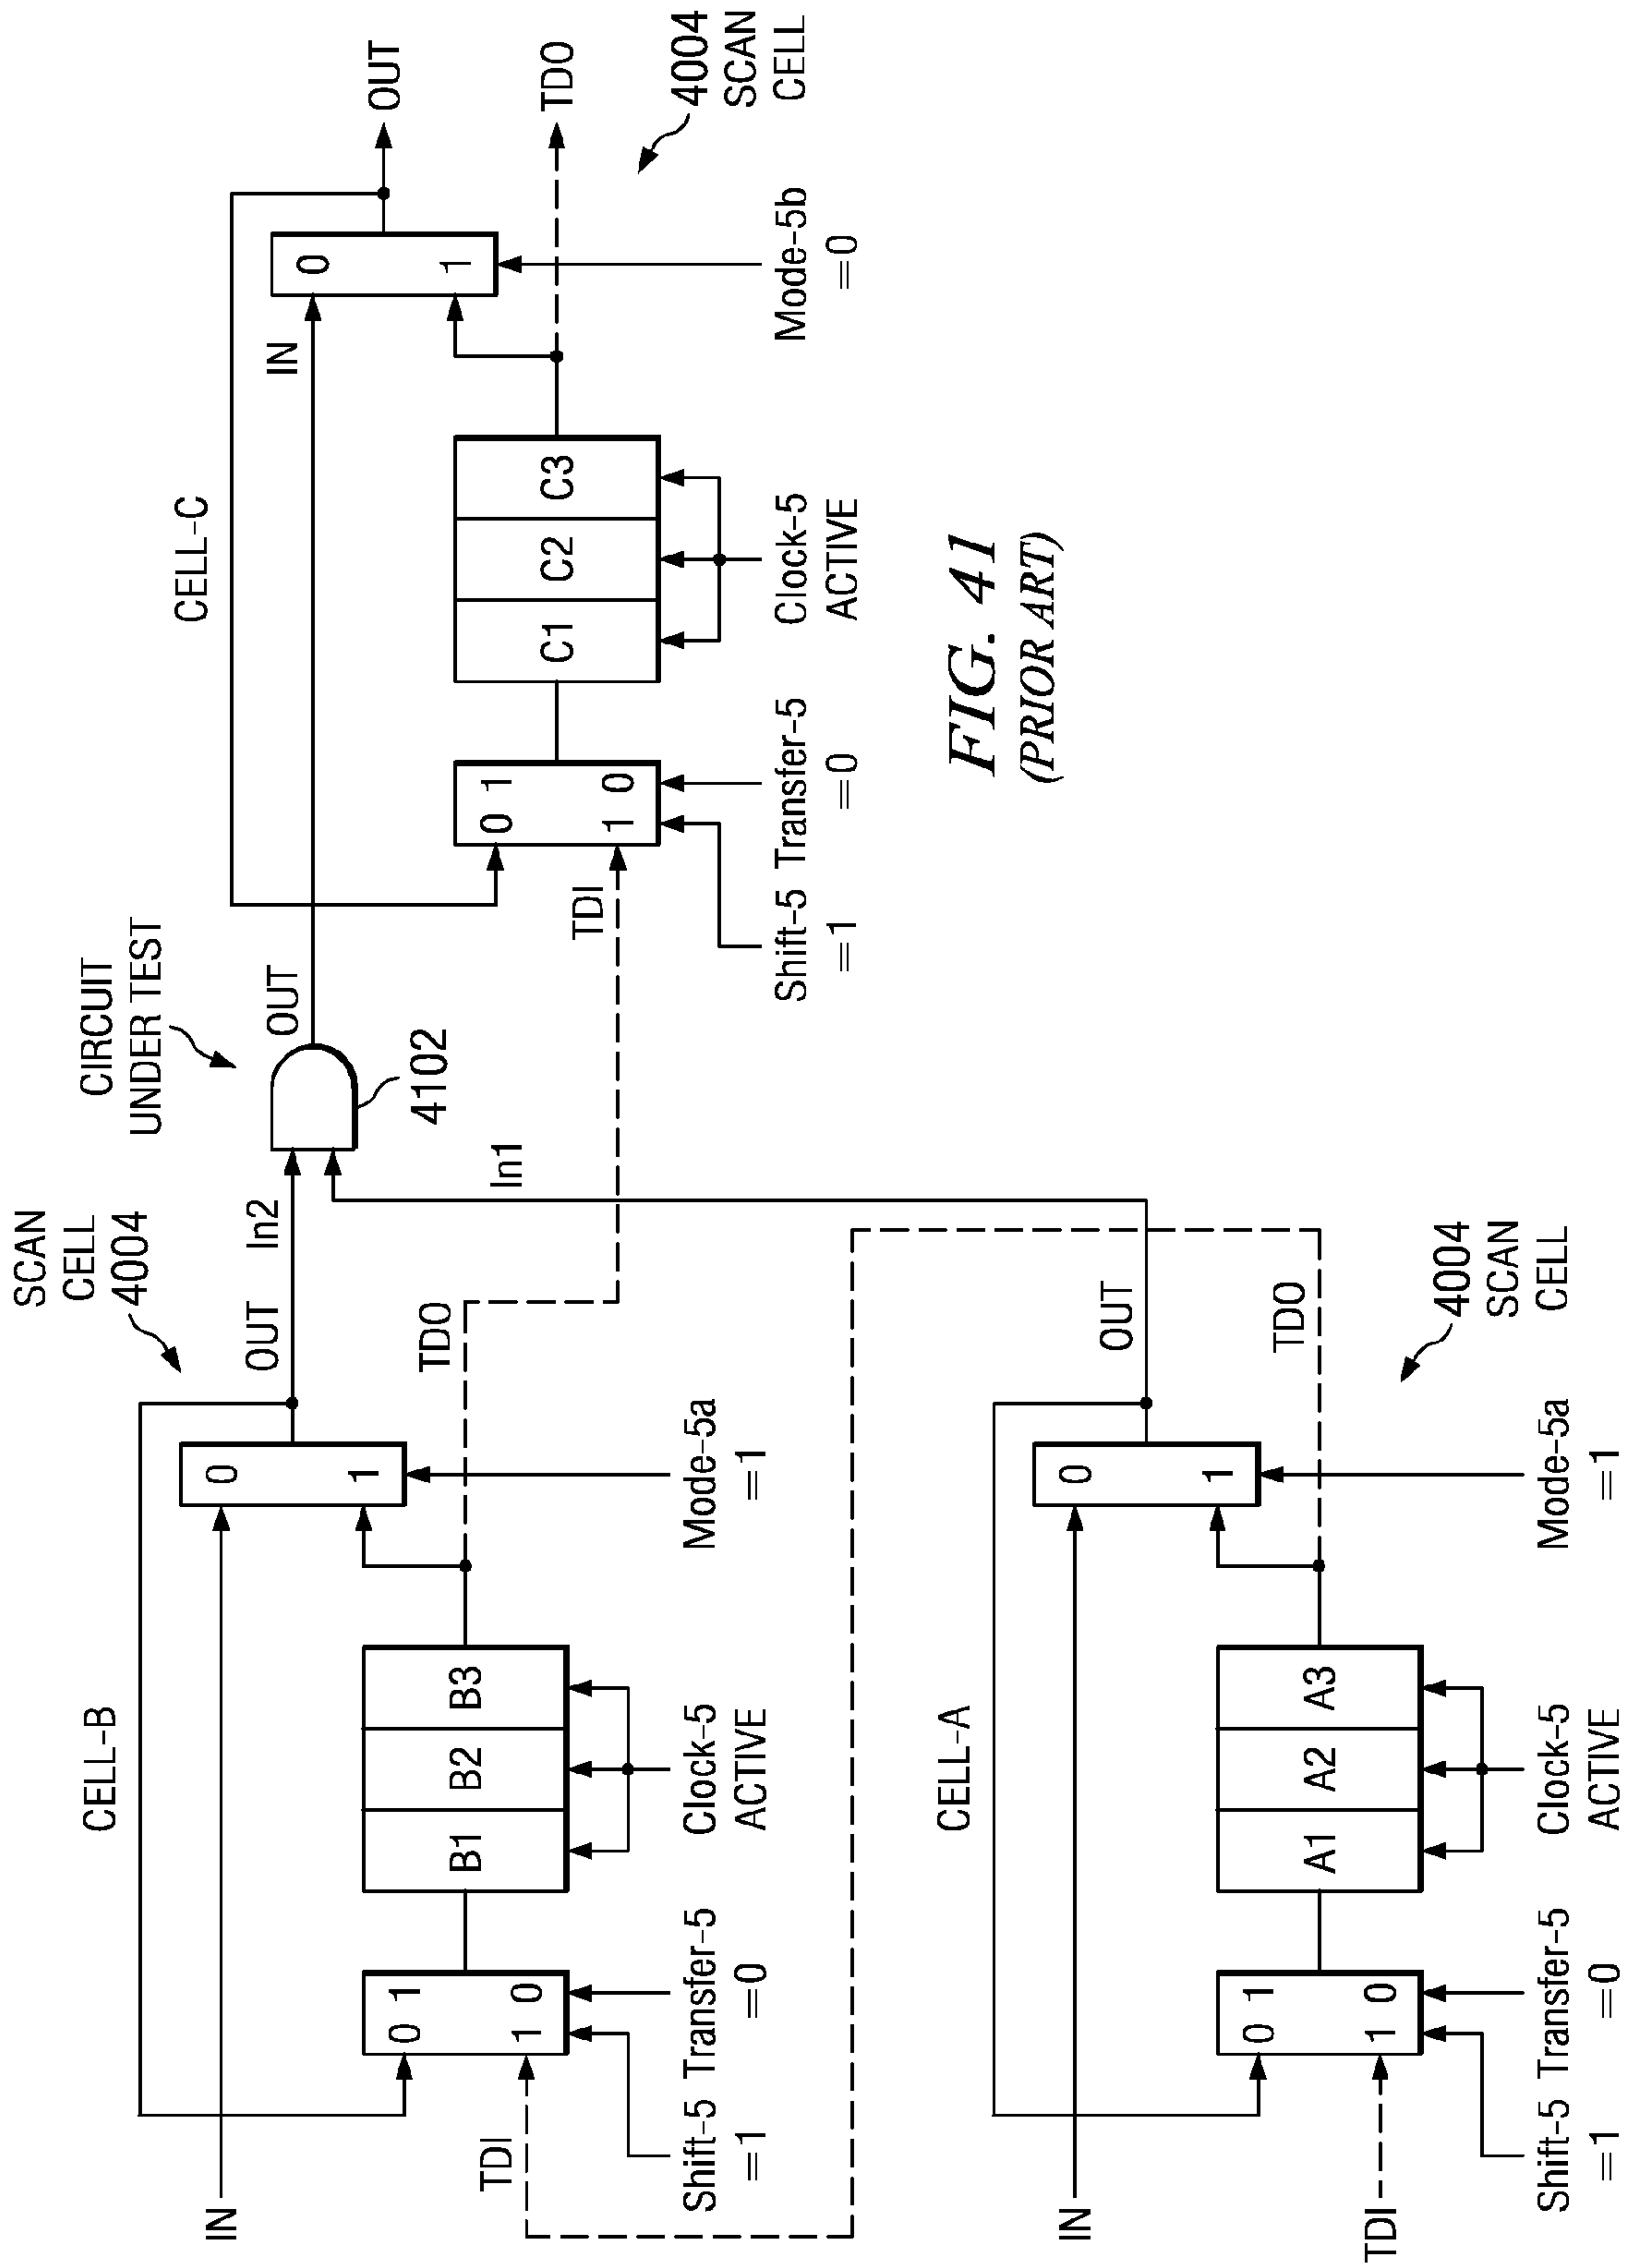 SCAN
CELL
4004
CELL-B
IN
OUT
In2
0
1
TDI
0 1
1 0
B1
B2
B3
TDO
Shift-5
=1
Transfer-5
=0
Clock-5
ACTIVE
Mode-5a
=1
CIRCUIT
UNDER TEST
OUT
4102
In1
CELL-C
IN
0
1
OUT
TDI
0 1
1 0
C1
C2
C3
TDO
4004
SCAN
CELL
Shift-5
=1
Transfer-5
=0
Clock-5
ACTIVE
Mode-5b
=0
CELL-A
IN
0
1
OUT
TDI
0 1
1 0
A1
A2
A3
TDO
4004
SCAN
CELL
Shift-5
=1
Transfer-5
=0
Clock-5
ACTIVE
Mode-5a
=1
FIG. 41
(PRIOR ART)